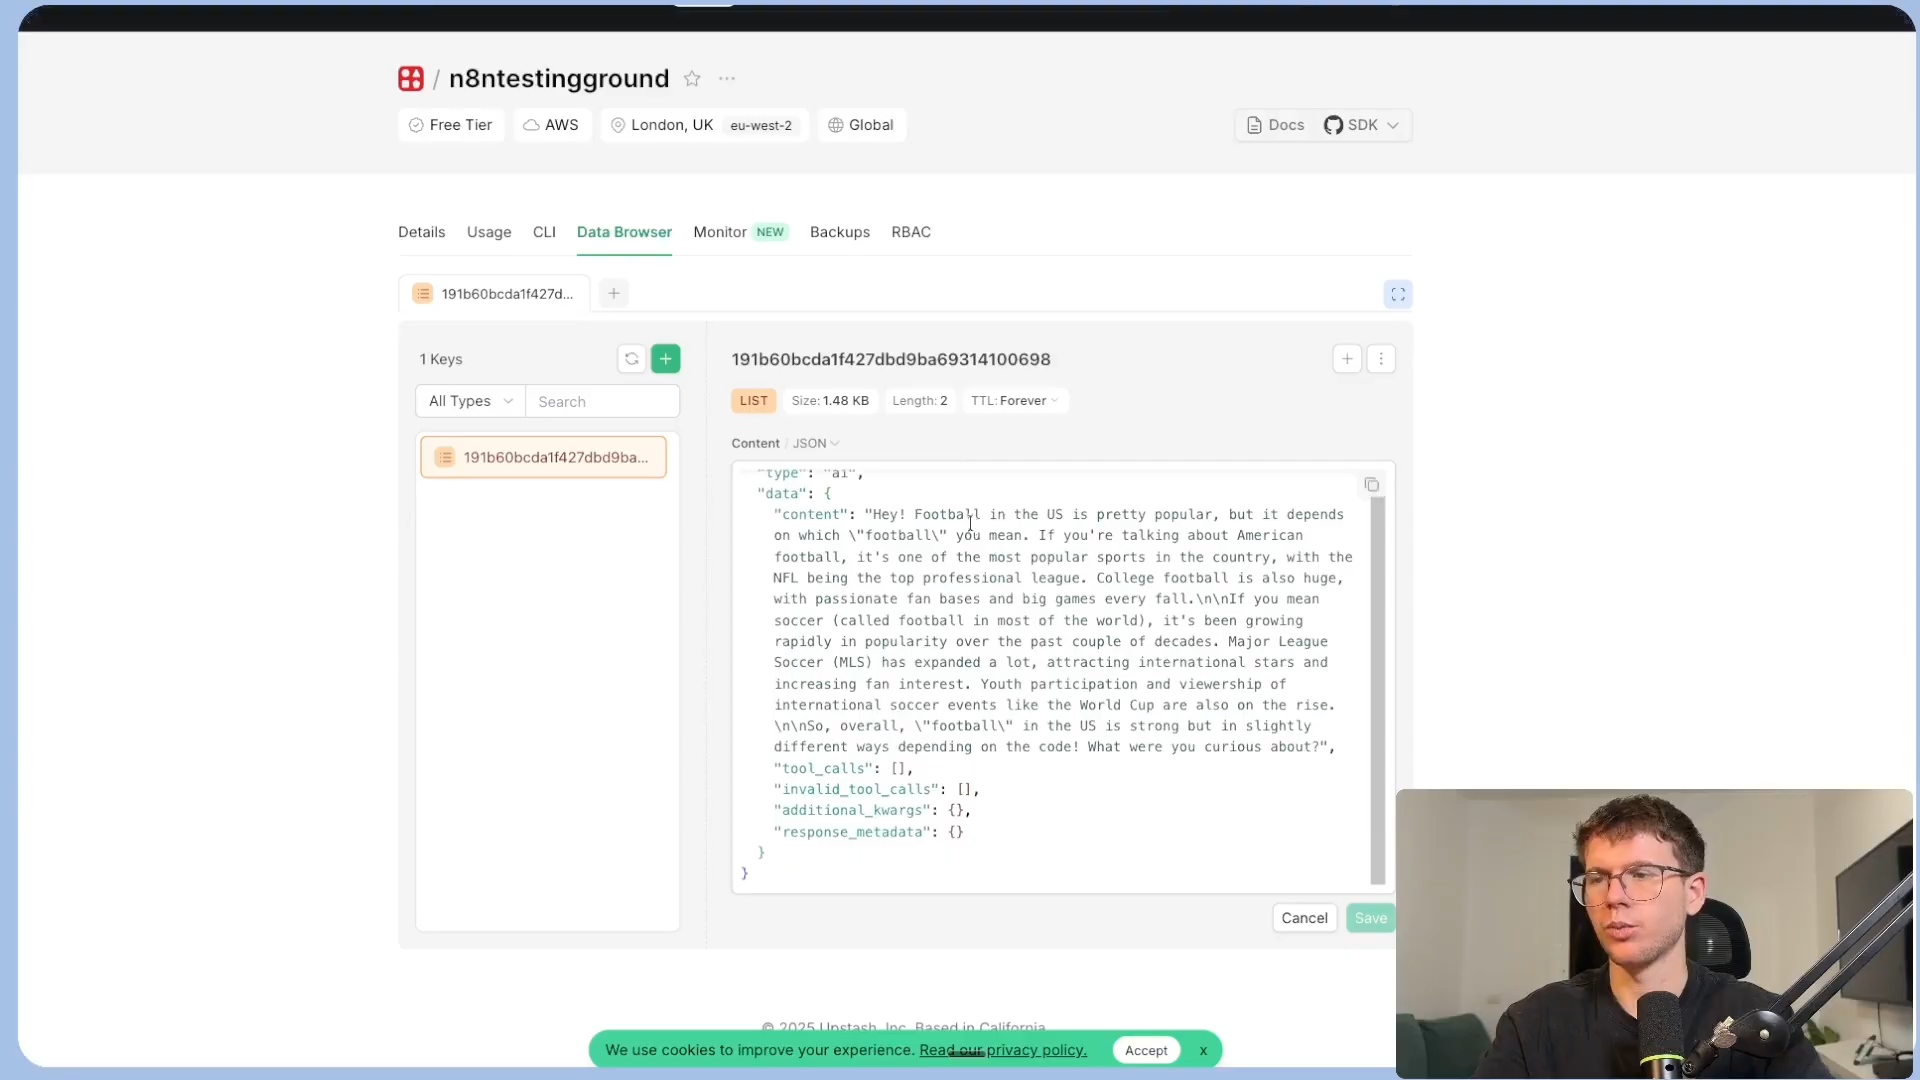 / n8ntestingground
Free Tier AWS London, UK eu-west-2 Global Docs SDK
Details Usage CLI Data Browser Monitor NEW Backups RBAC
191b60bcda1f427d... +
1 Keys
All Types Search
191b60bcda1f427dbd9ba...
191b60bcda1f427dbd9ba69314100698
LIST Size: 1.48 KB Length: 2 TTL: Forever
Content / JSON
"type": "ai",
"data": {
"content": "Hey! Football in the US is pretty popular, but it depends
on which \"football\" you mean. If you're talking about American
football, it's one of the most popular sports in the country, with the
NFL being the top professional league. College football is also huge,
with passionate fan bases and big games every fall.\n\nIf you mean
soccer (called football in most of the world), it's been growing
rapidly in popularity over the past couple of decades. Major League
Soccer (MLS) has expanded a lot, attracting international stars and
increasing fan interest. Youth participation and viewership of
international soccer events like the World Cup are also on the rise.
\n\nSo, overall, \"football\" in the US is strong but in slightly
different ways depending on the code! What were you curious about?",
"tool_calls": [],
"invalid_tool_calls": [],
"additional_kwargs": {},
"response_metadata": {}
}
}
Cancel Save
© 2025 Upstash, Inc. Based in California
We use cookies to improve your experience. Read our privacy policy. Accept x